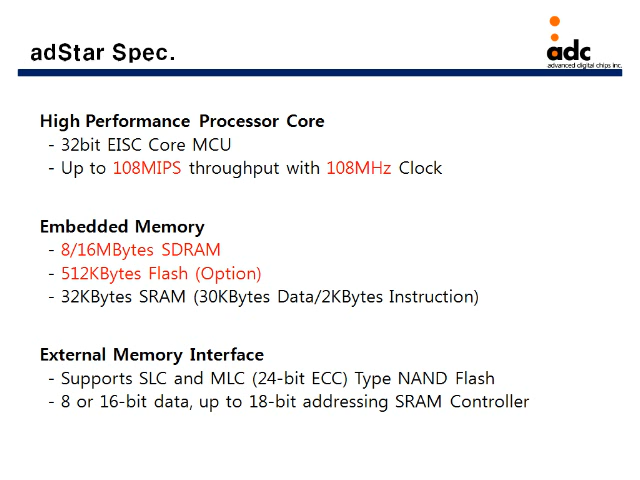 adStar Spec.
adc
advanced digital chips inc.
High Performance Processor Core
- 32bit EISC Core MCU
- Up to 108MIPS throughput with 108MHz Clock
Embedded Memory
- 8/16MBytes SDRAM
- 512KBytes Flash (Option)
- 32KBytes SRAM (30KBytes Data/2KBytes Instruction)
External Memory Interface
- Supports SLC and MLC (24-bit ECC) Type NAND Flash
- 8 or 16-bit data, up to 18-bit addressing SRAM Controller